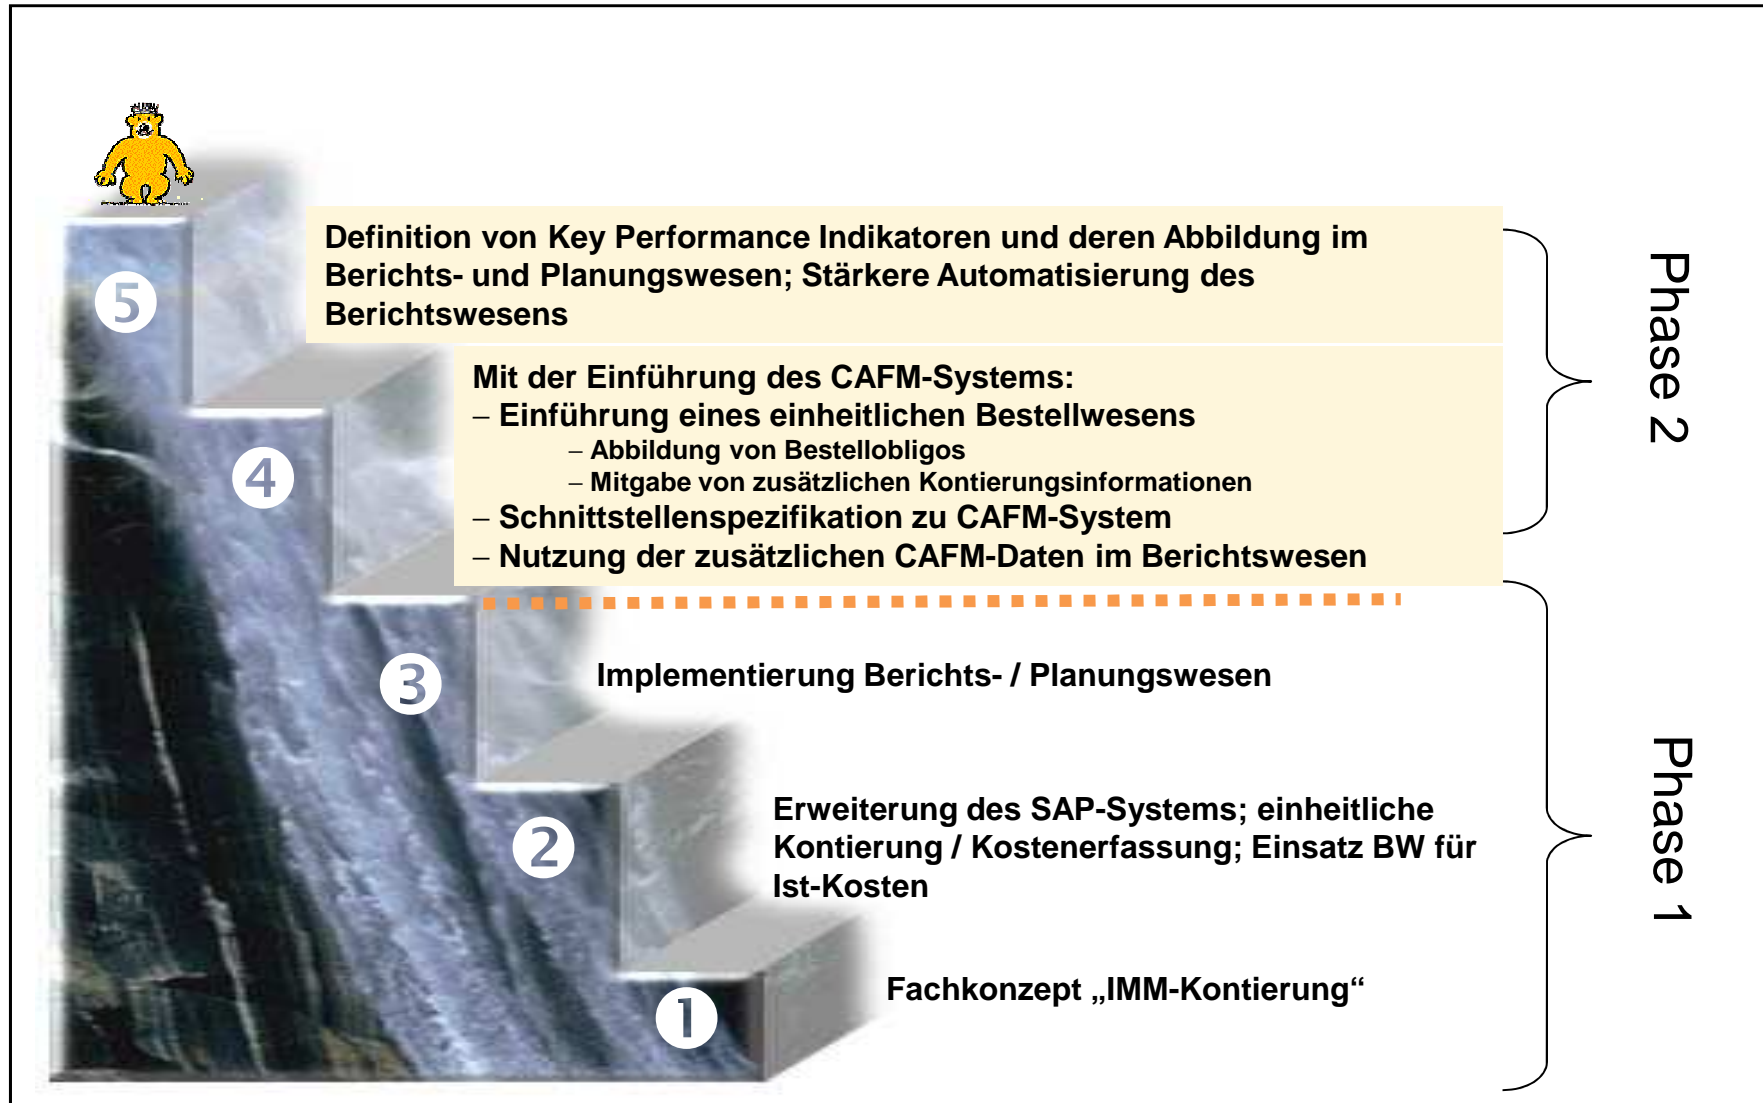 Definition von Key Performance Indikatoren und deren Abbildung im
Berichts- und Planungswesen; Stärkere Automatisierung des
Berichtswesens
5
Mit der Einführung des CAFM-Systems:
– Einführung eines einheitlichen Bestellwesens
– Abbildung von Bestellobligos
– Mitgabe von zusätzlichen Kontierungsinformationen
– Schnittstellenspezifikation zu CAFM-System
– Nutzung der zusätzlichen CAFM-Daten im Berichtswesen
4
Phase 2
3
Implementierung Berichts- / Planungswesen
2
Erweiterung des SAP-Systems; einheitliche
Kontierung / Kostenerfassung; Einsatz BW für
Ist-Kosten
1
Fachkonzept „IMM-Kontierung“
Phase 1